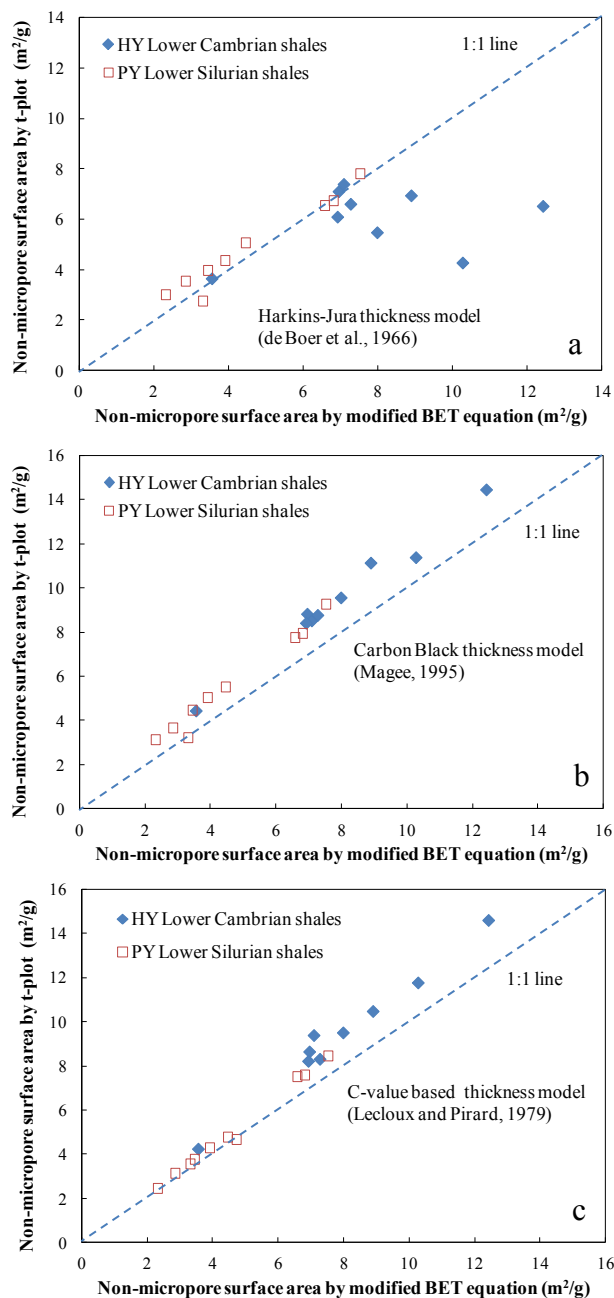 14
12
10
8
6
4
2
0
Non-micropore surface area by t-plot (m²/g)
HY Lower Cambrian shales
PY Lower Silurian shales
1:1 line
Harkins-Jura thickness model
(de Boer et al., 1966)
a
0 2 4 6 8 10 12 14
Non-micropore surface area by modified BET equation (m²/g)
16
14
12
10
8
6
4
2
0
Non-micropore surface area by t-plot (m²/g)
HY Lower Cambrian shales
PY Lower Silurian shales
1:1 line
Carbon Black thickness model
(Magee, 1995)
b
0 2 4 6 8 10 12 14 16
Non-micropore surface area by modified BET equation (m²/g)
16
14
12
10
8
6
4
2
0
Non-micropore surface area by t-plot (m²/g)
HY Lower Cambrian shales
PY Lower Silurian shales
1:1 line
C-value based thickness model
(Lecloux and Pirard, 1979)
c
0 2 4 6 8 10 12 14 16
Non-micropore surface area by modified BET equation (m²/g)